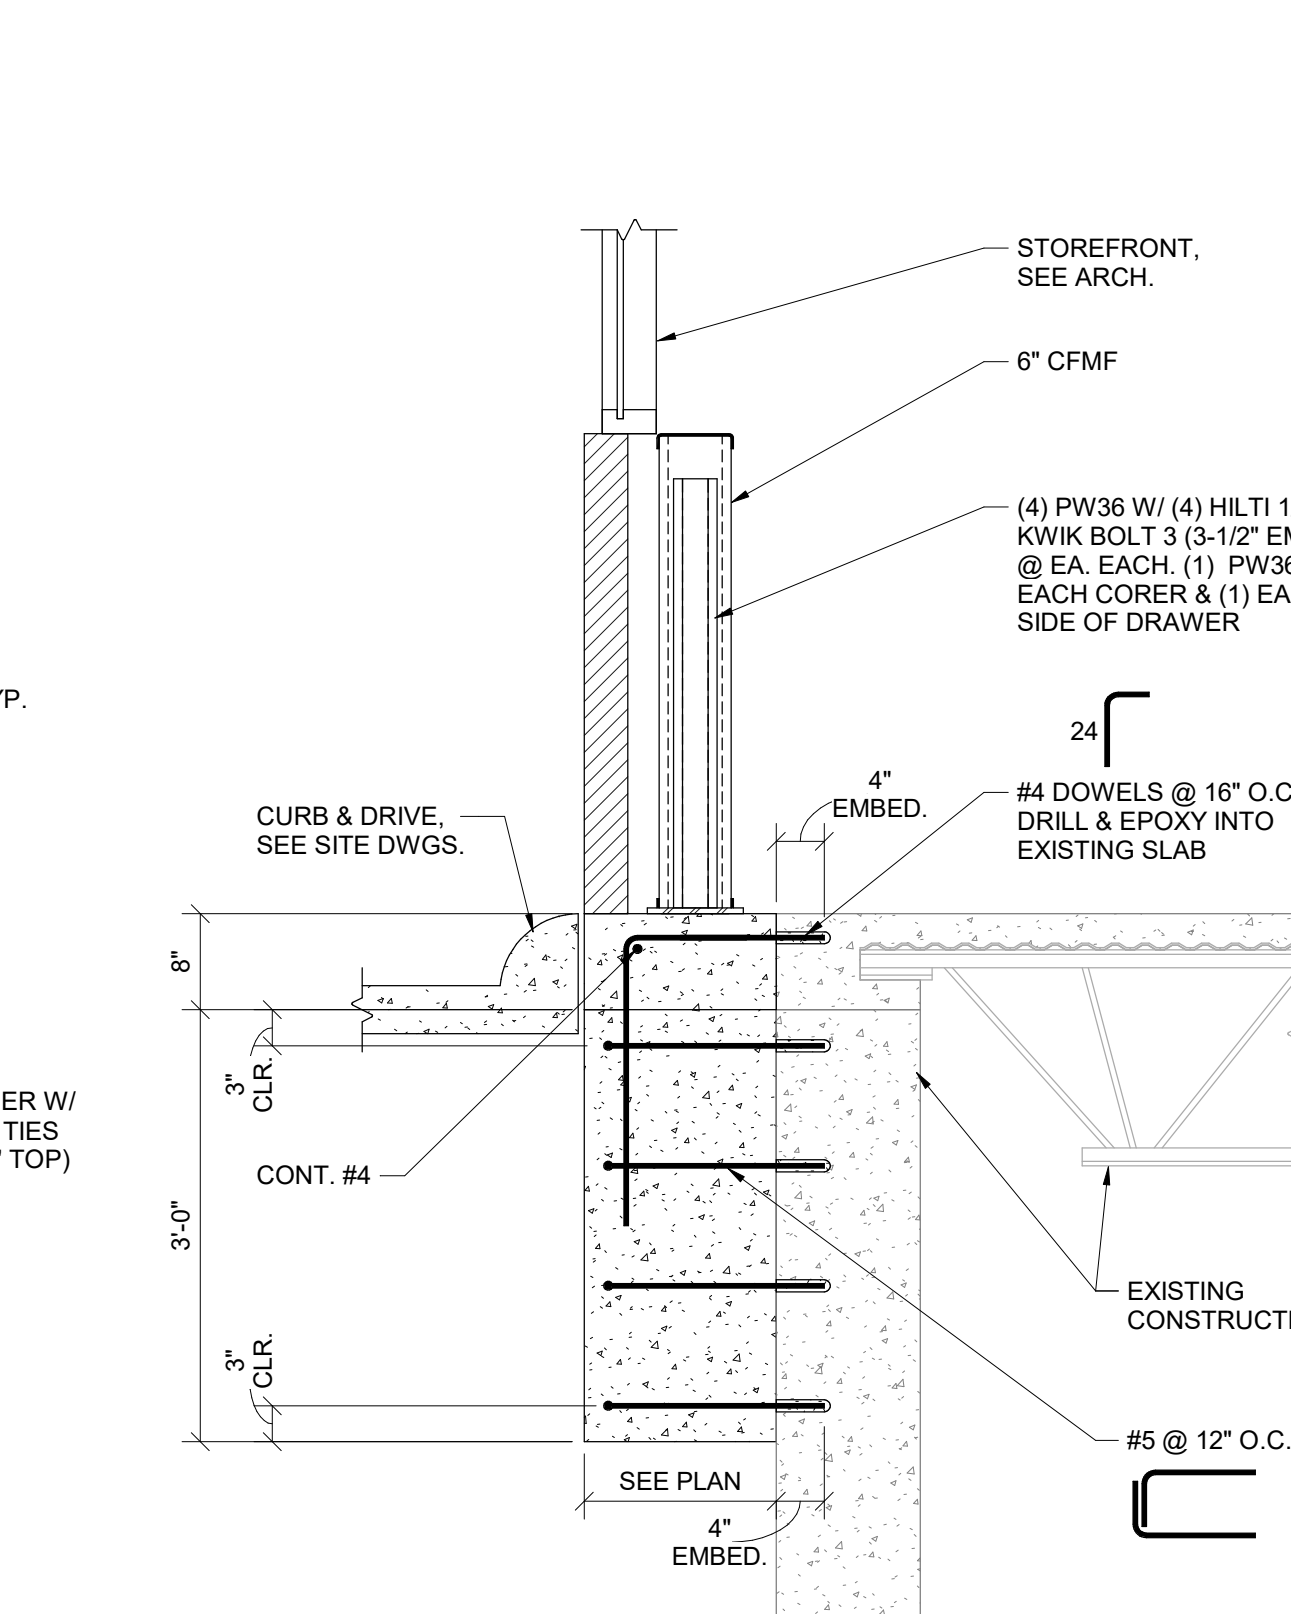 STOREFRONT,
SEE ARCH.
6" CFMF
(4) PW36 W/ (4) HILTI 1
KWIK BOLT 3 (3-1/2" EM
@ EA. EACH. (1) PW36
EACH CORER & (1) EA
SIDE OF DRAWER
YP.
24
4"
EMBED.
#4 DOWELS @ 16" O.C
DRILL & EPOXY INTO
EXISTING SLAB
CURB & DRIVE,
SEE SITE DWGS.
8"
3"
CLR.
ER W/
TIES
" TOP)
CONT. #4
3'-0"
EXISTING
CONSTRUCTI
3"
CLR.
#5 @ 12" O.C.
SEE PLAN
4"
EMBED.